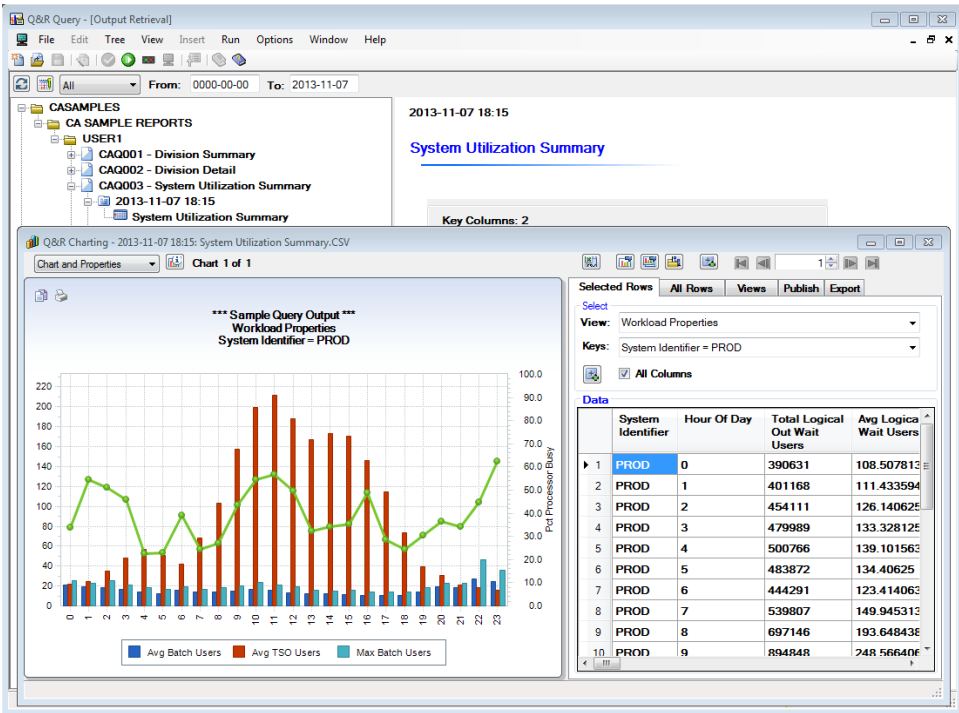 Q&R Query - [Output Retrieval]
File Edit Tree View Insert Run Options Window Help
All From: 0000-00-00 To: 2013-11-07
CASAMPLES
CA SAMPLE REPORTS
USER1
CAQ001 - Division Summary
CAQ002 - Division Detail
CAQ003 - System Utilization Summary
2013-11-07 18:15
System Utilization Summary
2013-11-07 18:15
System Utilization Summary
Key Columns: 2
Q&R Charting - 2013-11-07 18:15: System Utilization Summary.CSV
Chart and Properties Chart 1 of 1
1
*** Sample Query Output ***
Workload Properties
System Identifier = PROD
220
200
180
160
140
120
100
80
60
40
20
0
100.0
90.0
80.0
70.0
60.0
50.0
40.0
30.0
20.0
10.0
0.0
Pct Processor Busy
0 1 2 3 4 5 6 7 8 9 10 11 12 13 14 15 16 17 18 19 20 21 22 23
Avg Batch Users Avg TSO Users Max Batch Users
Selected Rows All Rows Views Publish Export
Select
View: Workload Properties
Keys: System Identifier = PROD
All Columns
Data
System Identifier Hour Of Day Total Logical Out Wait Users Avg Logica Wait Users
1 PROD 0 390631 108.507813
2 PROD 1 401168 111.433594
3 PROD 2 454111 126.140625
4 PROD 3 479989 133.328125
5 PROD 4 500766 139.101563
6 PROD 5 483872 134.40625
7 PROD 6 444291 123.414063
8 PROD 7 539807 149.945313
9 PROD 8 697146 193.648438
10 PROD 9 894848 248.566406